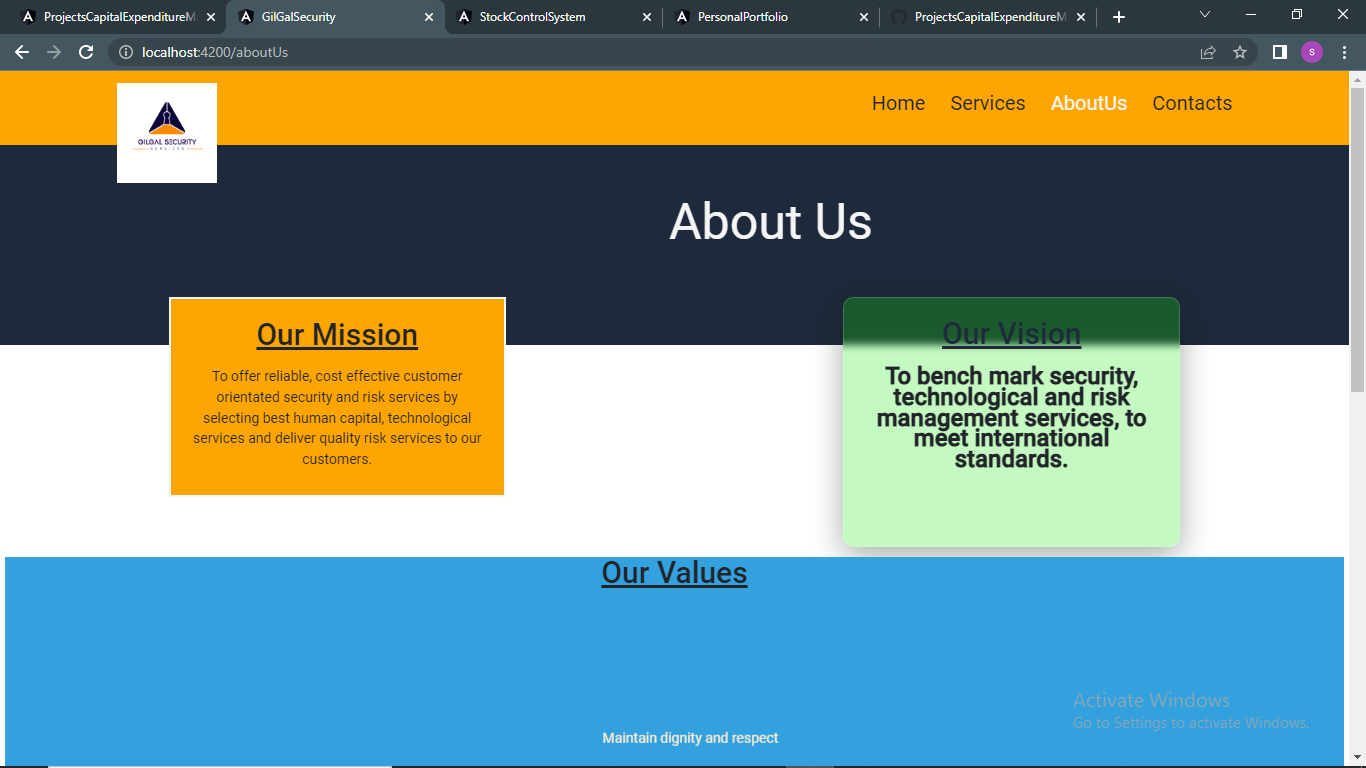 ProjectsCapitalExpenditureM
GilGalSecurity
StockControlSystem
PersonalPortfolio
ProjectsCapitalExpenditureM
localhost:4200/aboutUs
s
GILGAL SECURITY
SERVICES
Home
Services
AboutUs
Contacts
About Us
Our Mission
To offer reliable, cost effective customer
orientated security and risk services by
selecting best human capital, technological
services and deliver quality risk services to our
customers.
Our Vision
To bench mark security,
technological and risk
management services, to
meet international
standards.
Our Values
Maintain dignity and respect
Activate Windows
Go to Settings to activate Windows.